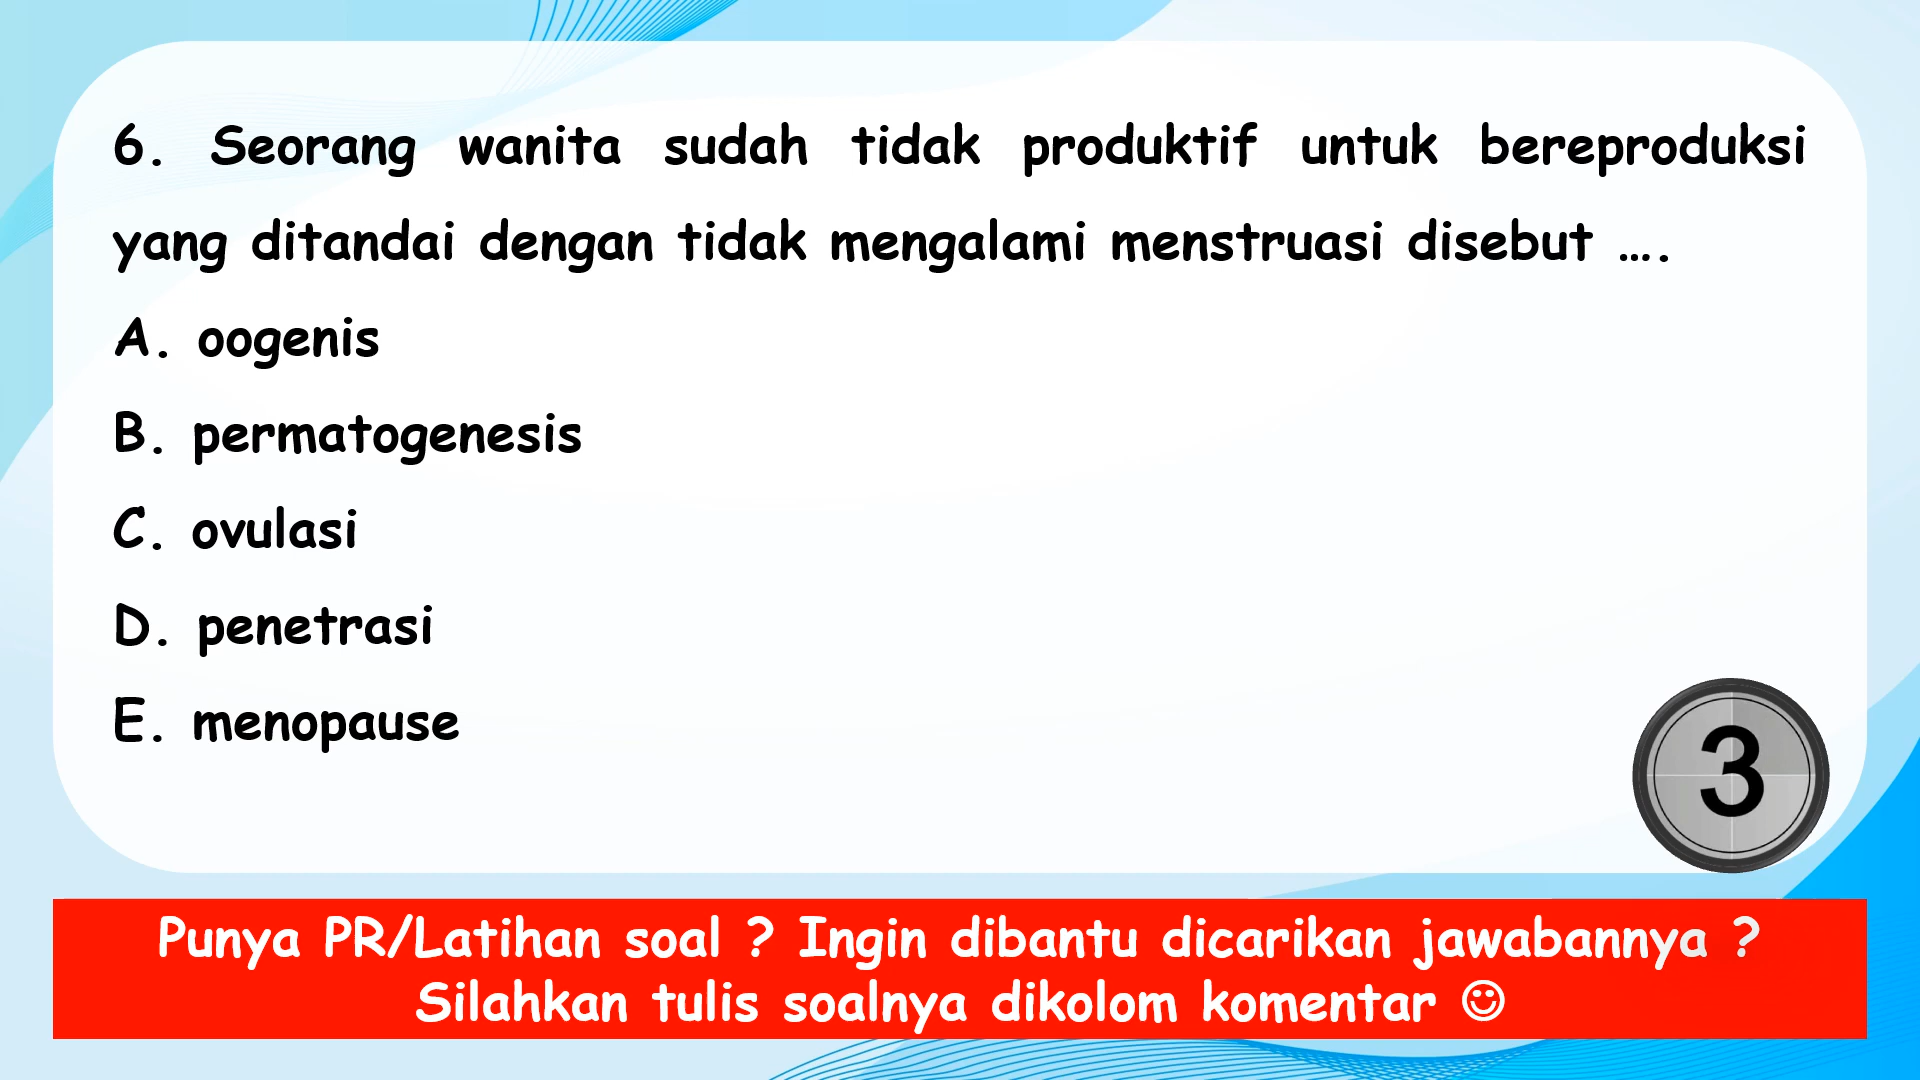 6. Seorang wanita sudah tidak produktif untuk bereproduksi
yang ditandai dengan tidak mengalami menstruasi disebut ....
A. oogenis
B. permatogenesis
C. ovulasi
D. penetrasi
E. menopause
3
Punya PR/Latihan soal ? Ingin dibantu dicarikan jawabannya ?
Silahkan tulis soalnya dikolom komentar ☺